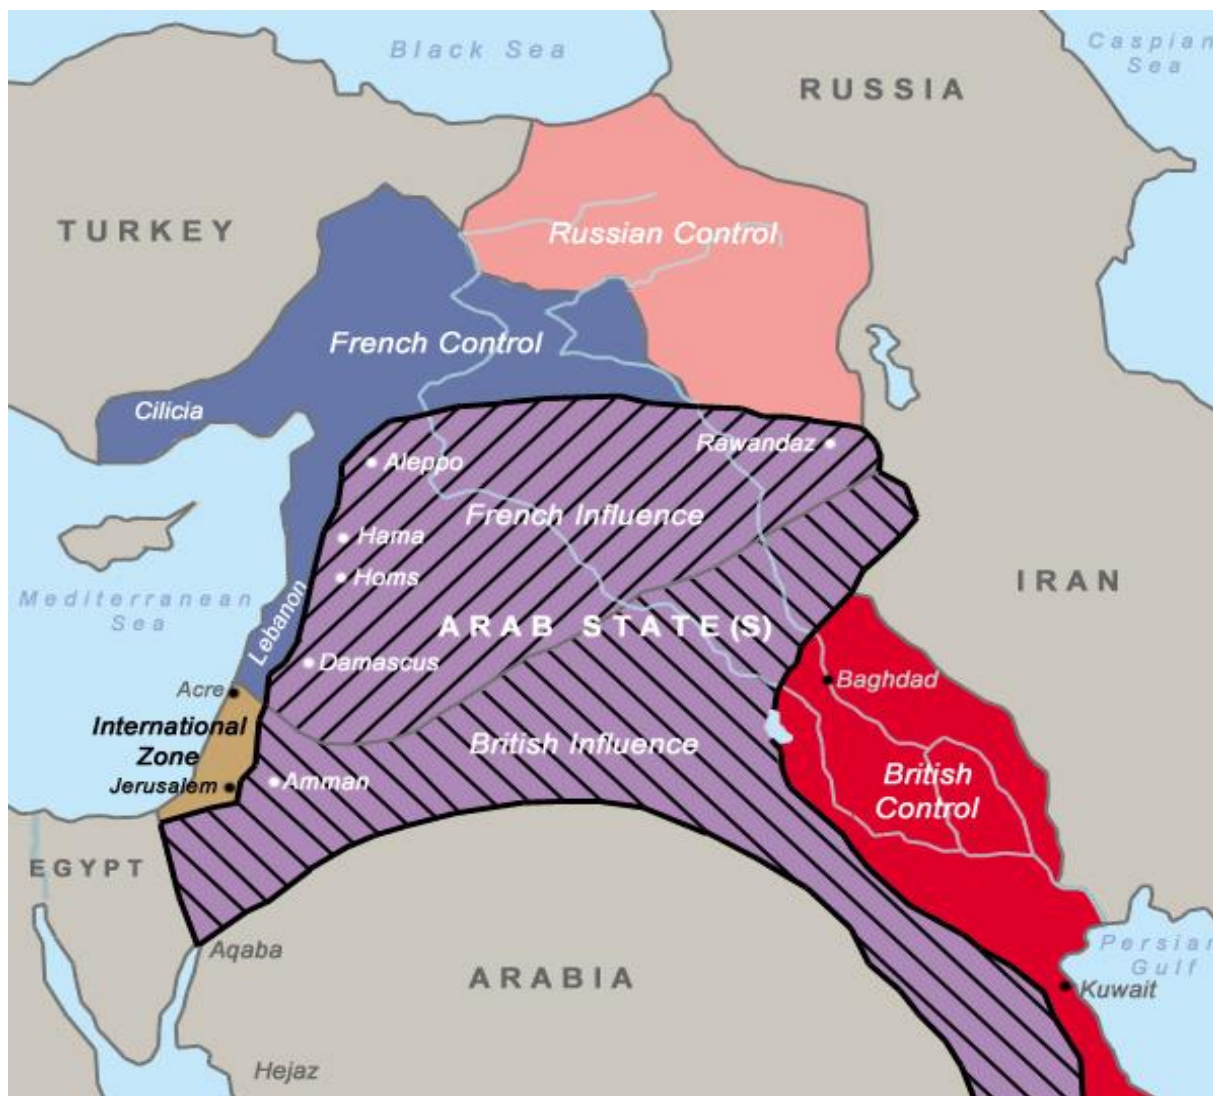 Black Sea
Caspian
Sea
RUSSIA
TURKEY
Russian Control
French Control
Cilicia
Rawandaz
Aleppo
French Influence
Hama
Homs
IRAN
Mediterranean
Sea
Lebanon
ARAB STATE(S)
Damascus
Baghdad
Acre
International
Zone
British Influence
Jerusalem
Amman
British
Control
EGYPT
Aqaba
ARABIA
Persian
Gulf
Kuwait
Hejaz